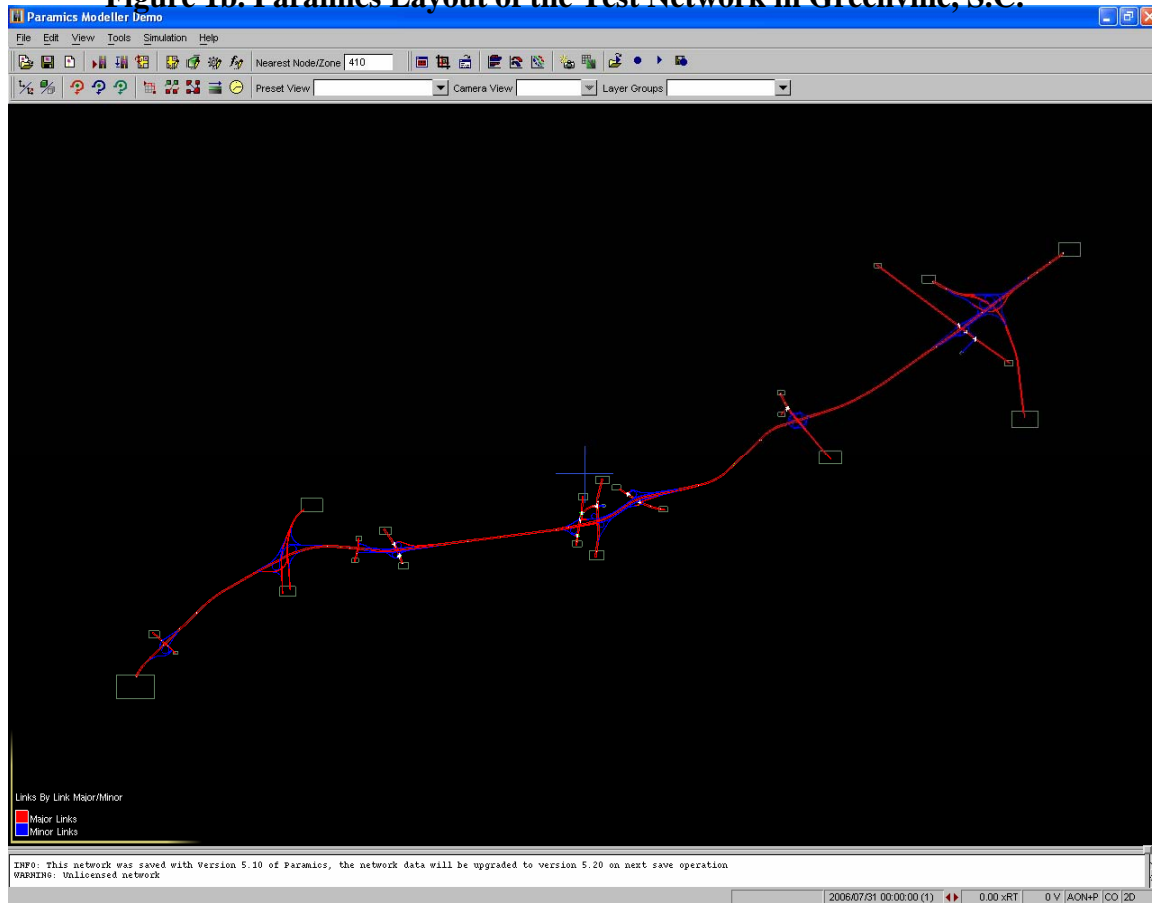 Figure 1b. Paramics Layout of the Test Network in Greenville, S.C.
Paramics Modeller Demo
File Edit View Tools Simulation Help
Nearest Node/Zone 410
Preset View Camera View Layer Groups
Links By Link Major/Minor
Major Links
Minor Links
INFO: This network was saved with Version 5.10 of Paramics, the network data will be upgraded to version 5.20 on next save operation
WARNING: Unlicensed network
2006/07/31 00:00:00 (1) 0.00 xRT 0 V AON+P CO 2D